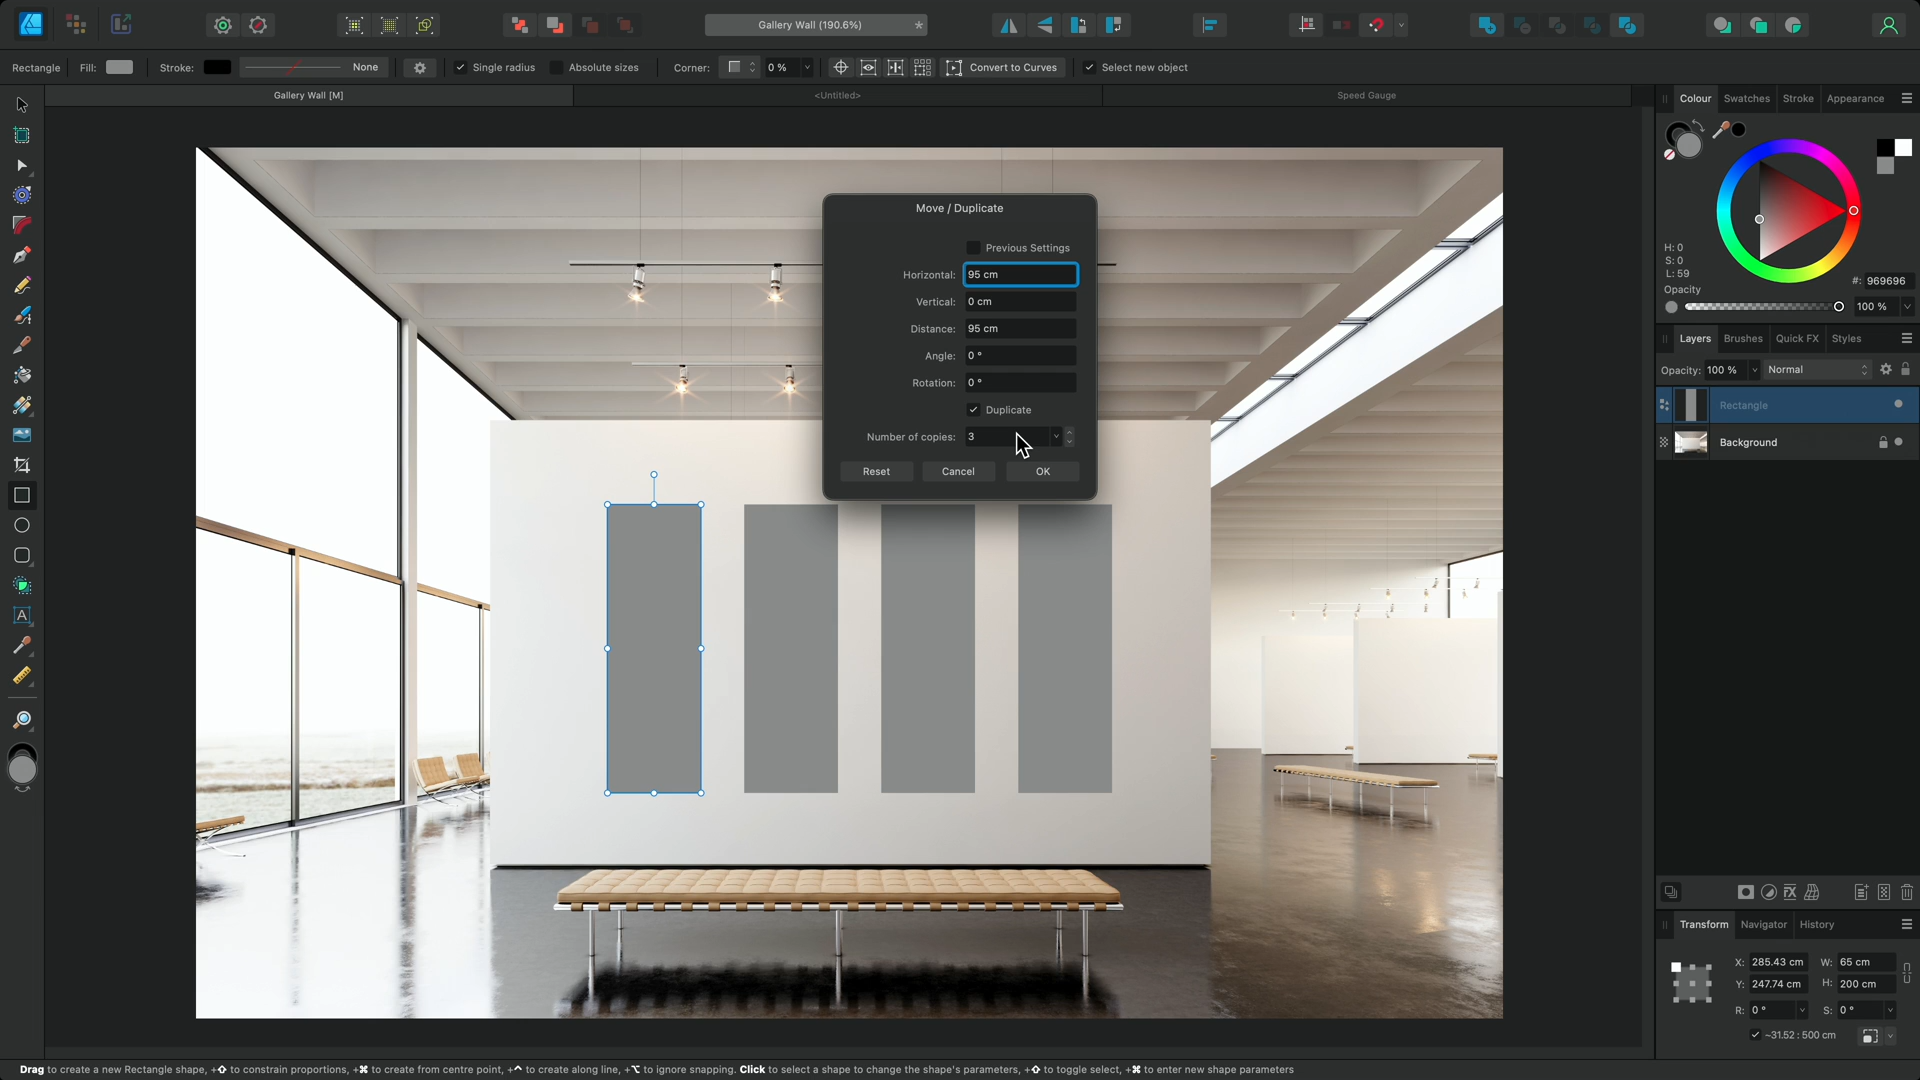 Gallery Wall (190.6%) *
Rectangle Fill: Stroke: None Single radius Absolute sizes Corner: 0 % Convert to Curves Select new object
Gallery Wall [M] <Untitled> Speed Gauge
Colour Swatches Stroke Appearance
H: 0
S: 0
L: 59
#: 969696
Opacity
100 %
Layers Brushes Quick FX Styles
Opacity: 100 % Normal
Rectangle
Background
Move / Duplicate
Previous Settings
Horizontal: 95 cm
Vertical: 0 cm
Distance: 95 cm
Angle: 0 °
Rotation: 0 °
Duplicate
Number of copies: 3
Reset Cancel OK
A
FX
Transform Navigator History
X: 285.43 cm W: 65 cm
Y: 247.74 cm H: 200 cm
R: 0 ° S: 0 °
~31.52 : 500 cm
Drag to create a new Rectangle shape, +⇧ to constrain proportions, +⌘ to create from centre point, +⌃ to create along line, +⌥ to ignore snapping. Click to select a shape to change the shape's parameters, +⇧ to toggle select, +⌘ to enter new shape parameters